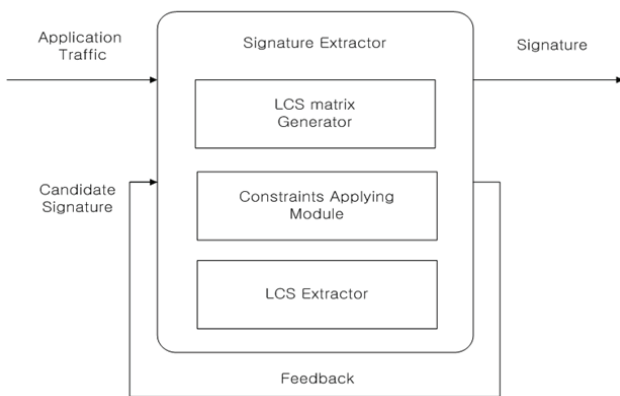 Application
Traffic
Signature Extractor
Signature
LCS matrix
Generator
Candidate
Signature
Constraints Applying
Module
LCS Extractor
Feedback